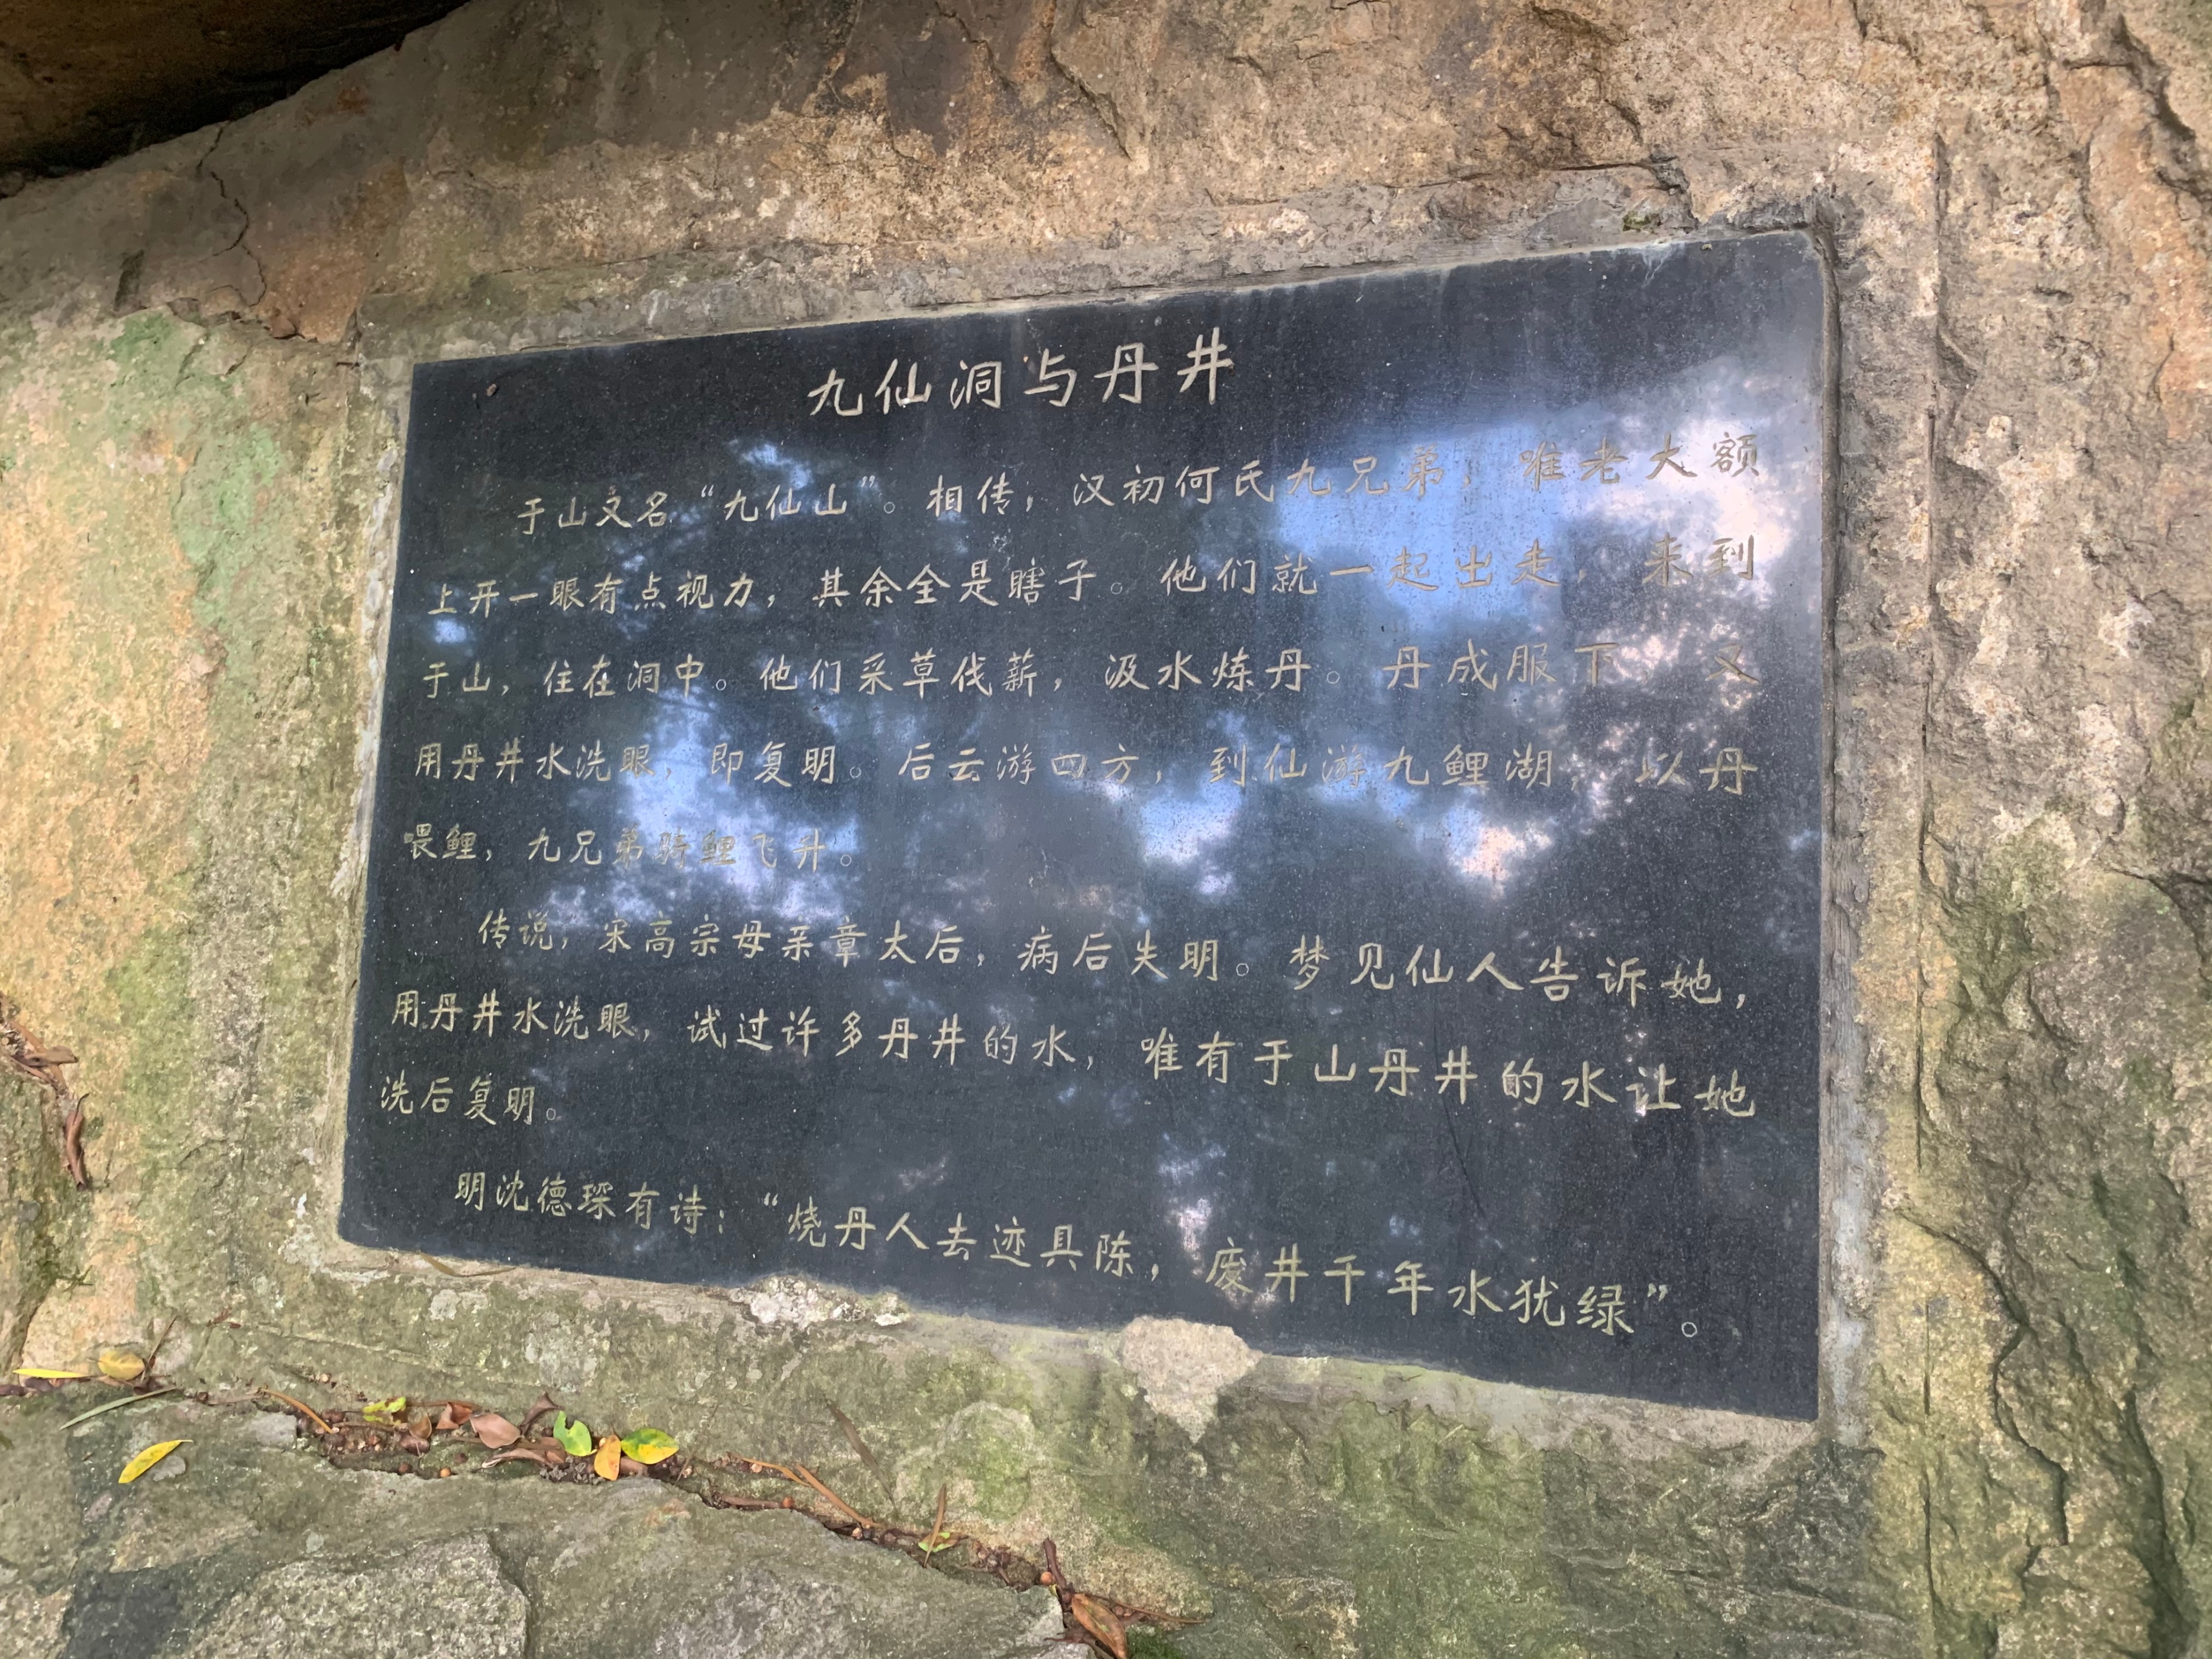 九仙洞与丹井
于山又名“九仙山”。相传，汉初何氏九兄弟，唯老大额
上开一眼有点视力，其余全是瞎子。他们就一起出走，来到
于山，住在洞中。他们采草伐薪，汲水炼丹。丹成服下，又
用丹井水洗眼，即复明。后云游四方，到仙游九鲤湖，以丹
喂鲤，九兄弟骑鲤飞升。
传说，宋高宗母亲章太后，病后失明。梦见仙人告诉她，
用丹井水洗眼，试过许多丹井的水，唯有于山丹井的水让她
洗后复明。
明沈德琛有诗：“烧丹人去迹具陈，废井千年水犹绿”。